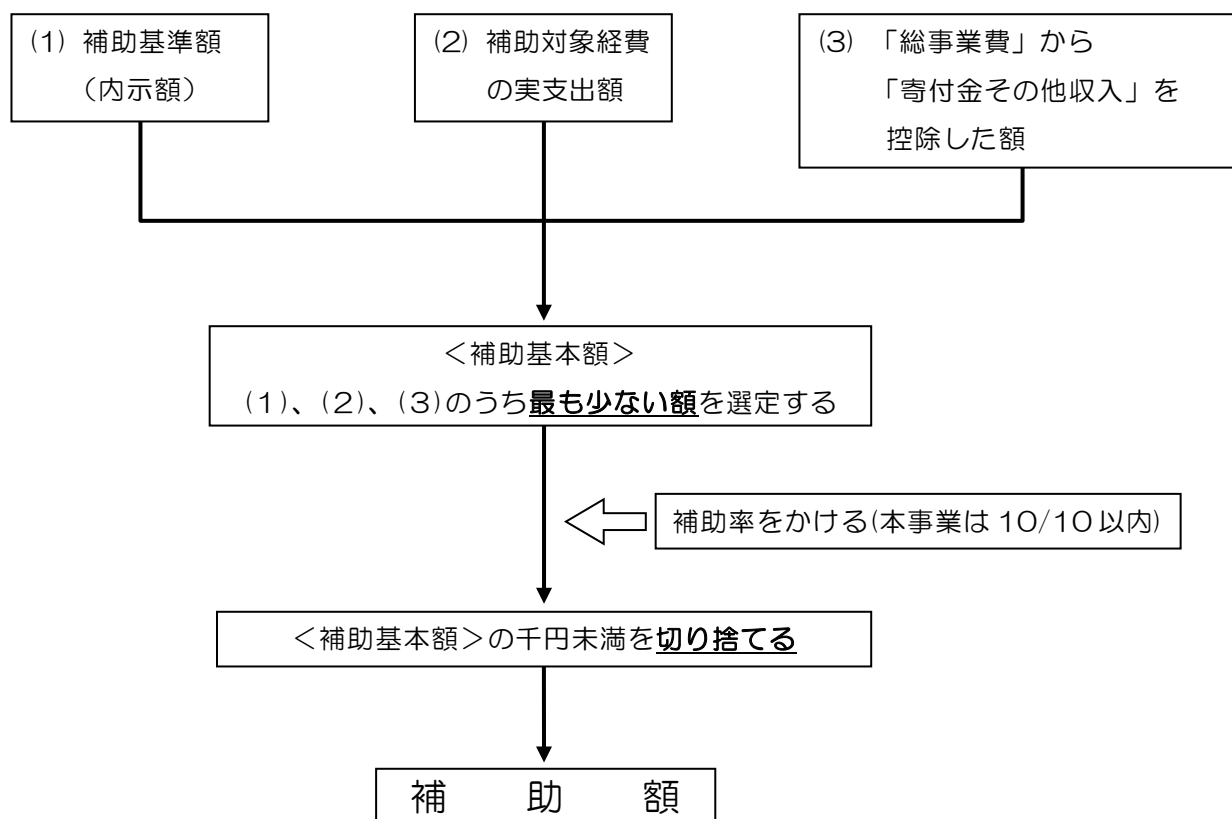 (1) 補助基準額
（内示額）
(2) 補助対象経費
の実支出額
(3) 「総事業費」から
「寄付金その他収入」を
控除した額
＜補助基本額＞
(1)、(2)、(3)のうち最も少ない額を選定する
補助率をかける(本事業は 10/10 以内)
＜補助基本額＞の千円未満を切り捨てる
補　助　額